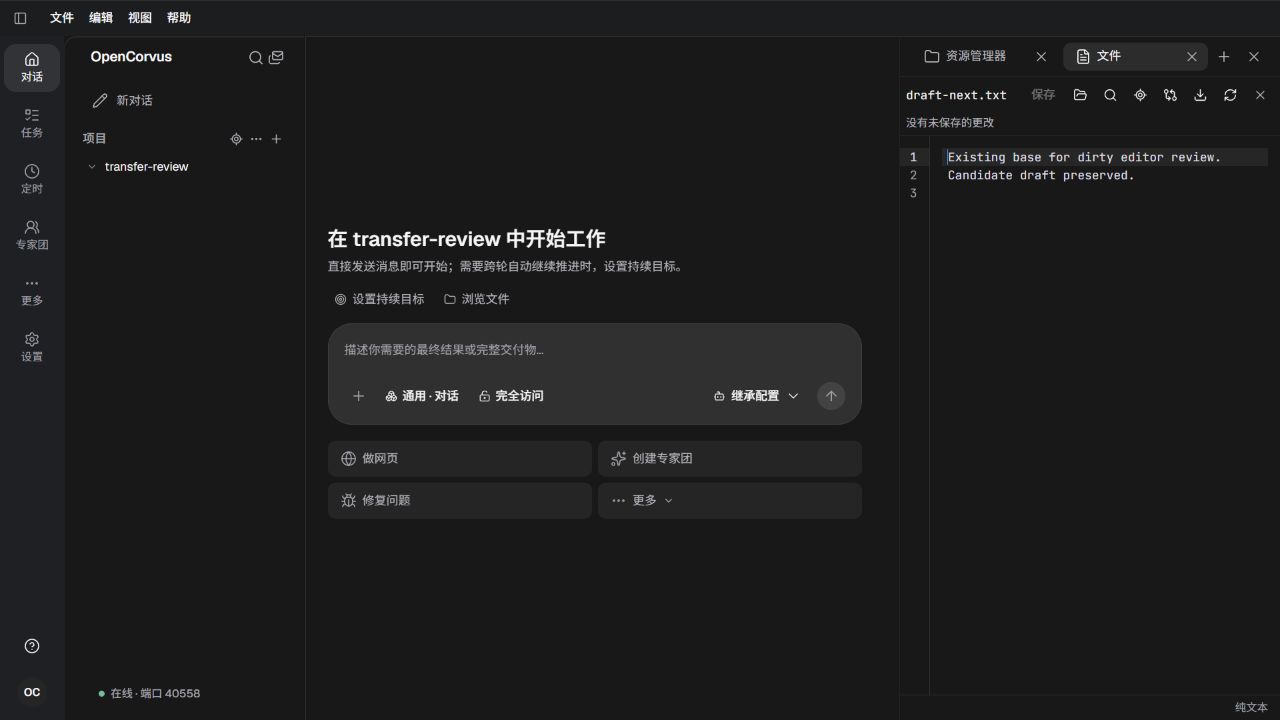 文件 编辑 视图 帮助
对话
任务
定时
专家团
更多
设置
OC
OpenCorvus
新对话
项目
transfer-review
在线 · 端口 40558
在 transfer-review 中开始工作
直接发送消息即可开始；需要跨轮自动继续推进时，设置持续目标。
设置持续目标 浏览文件
描述你需要的最终结果或完整交付物...
通用 · 对话 完全访问 继承配置
做网页 创建专家团
修复问题 更多
资源管理器 文件
draft-next.txt 保存
没有未保存的更改
1 Existing base for dirty editor review.
2 Candidate draft preserved.
3
纯文本